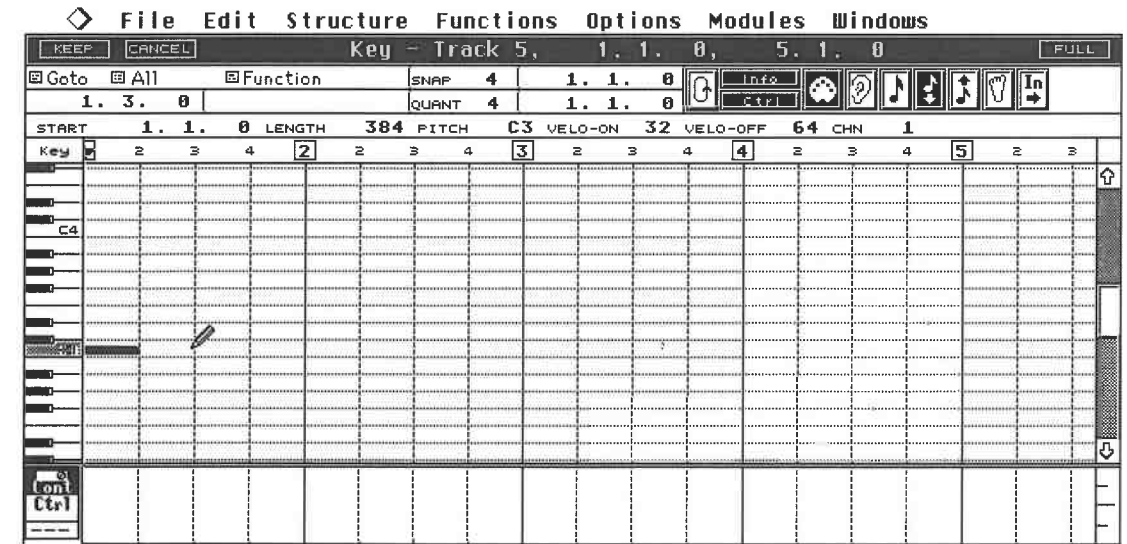 File Edit Structure Functions Options Modules Windows
KEEP CANCEL Key - Track 5, 1. 1. 0, 5. 1. 0 FULL
Goto All Function SNAP 4 1. 1. 0 Info In
1. 3. 0 QUANT 4 1. 1. 0 Ctrl
START 1. 1. 0 LENGTH 384 PITCH C3 VELO-ON 32 VELO-OFF 64 CHN 1
Key 2 3 4 2 2 3 4 3 2 3 4 4 2 3 4 5 2 3
C4
Cont
Ctrl
---